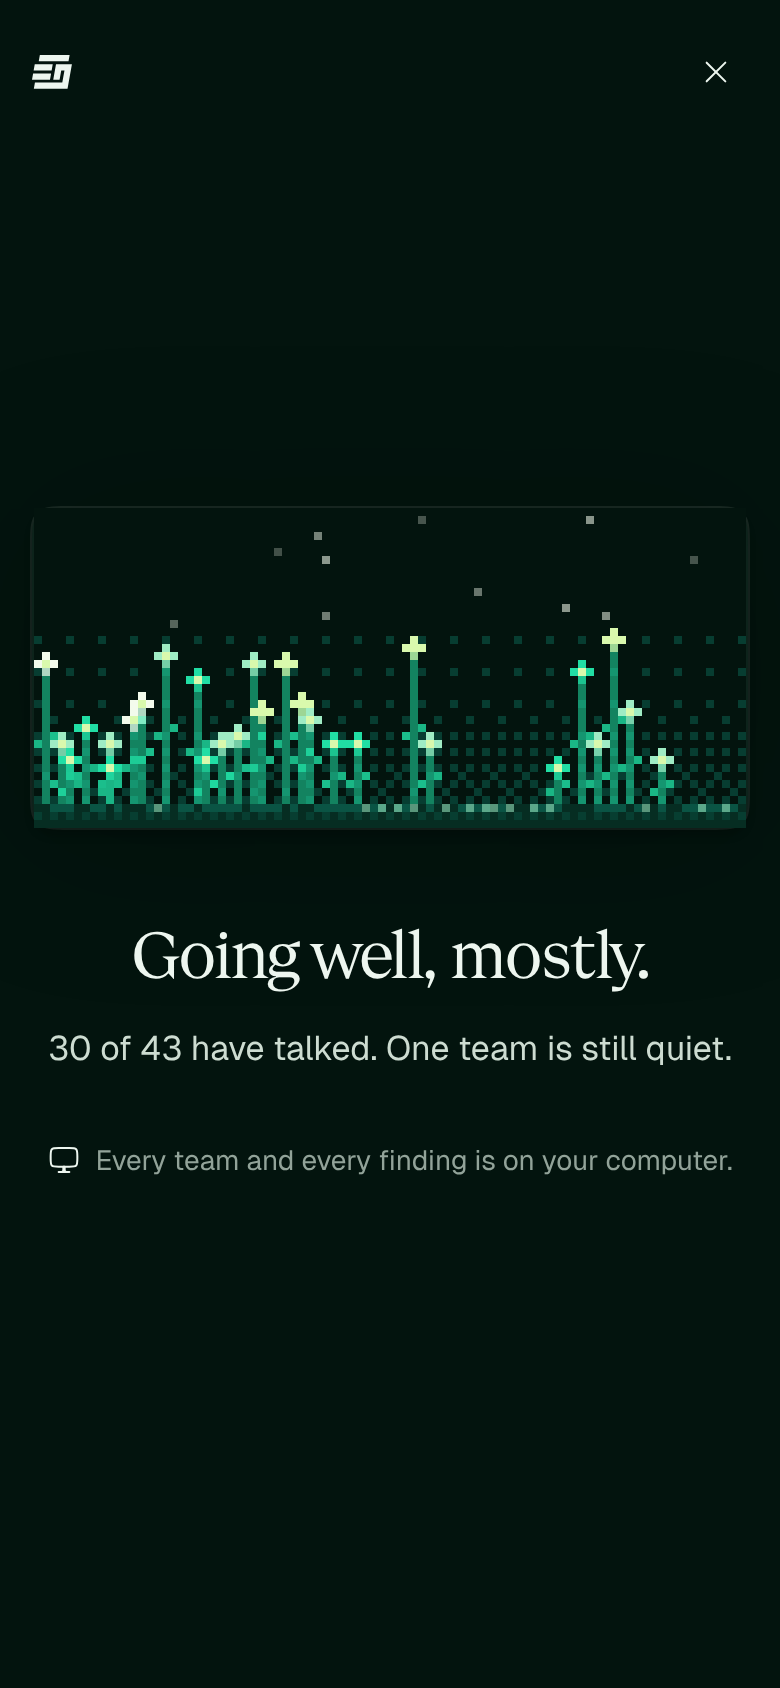 Going well, mostly.
30 of 43 have talked. One team is still quiet.
Every team and every finding is on your computer.